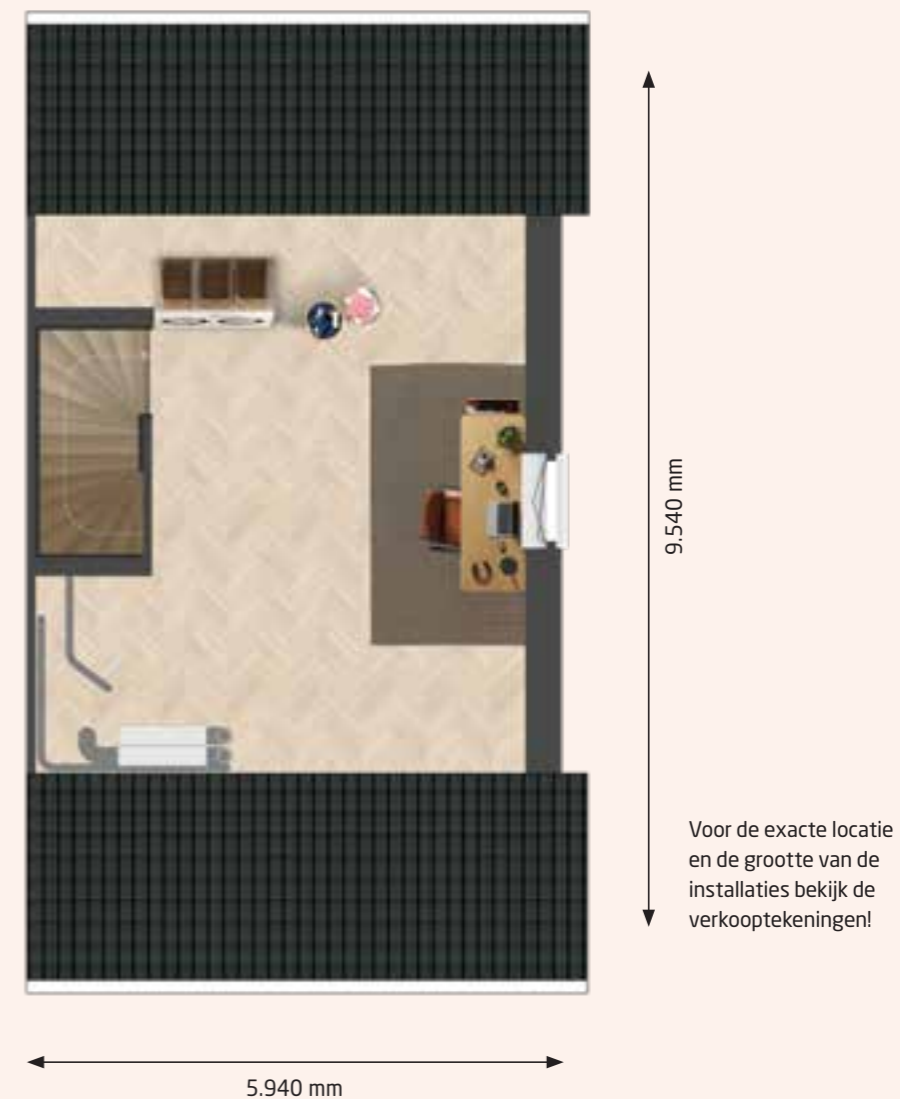 9.540 mm
Voor de exacte locatie
en de grootte van de
installaties bekijk de
verkooptekeningen!
5.940 mm